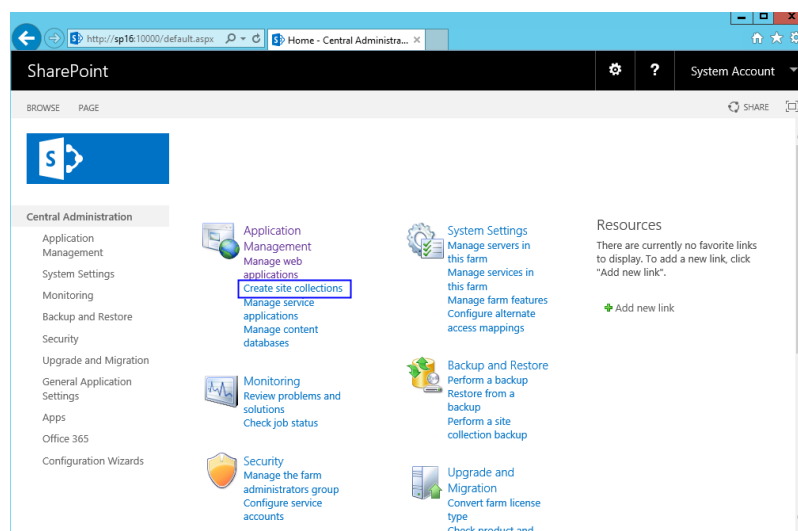 http://sp16:10000/default.aspx
Home - Central Administra...
SharePoint
? System Account
BROWSE PAGE
SHARE
S
Central Administration
Application
Management
System Settings
Monitoring
Backup and Restore
Security
Upgrade and Migration
General Application
Settings
Apps
Office 365
Configuration Wizards
Application
Management
Manage web
applications
Create site collections
Manage service
applications
Manage content
databases
Monitoring
Review problems and
solutions
Check job status
Security
Manage the farm
administrators group
Configure service
accounts
System Settings
Manage servers in
this farm
Manage services in
this farm
Manage farm features
Configure alternate
access mappings
Backup and Restore
Perform a backup
Restore from a
backup
Perform a site
collection backup
Upgrade and
Migration
Convert farm license
type
Check product and
Resources
There are currently no favorite links
to display. To add a new link, click
"Add new link".
Add new link